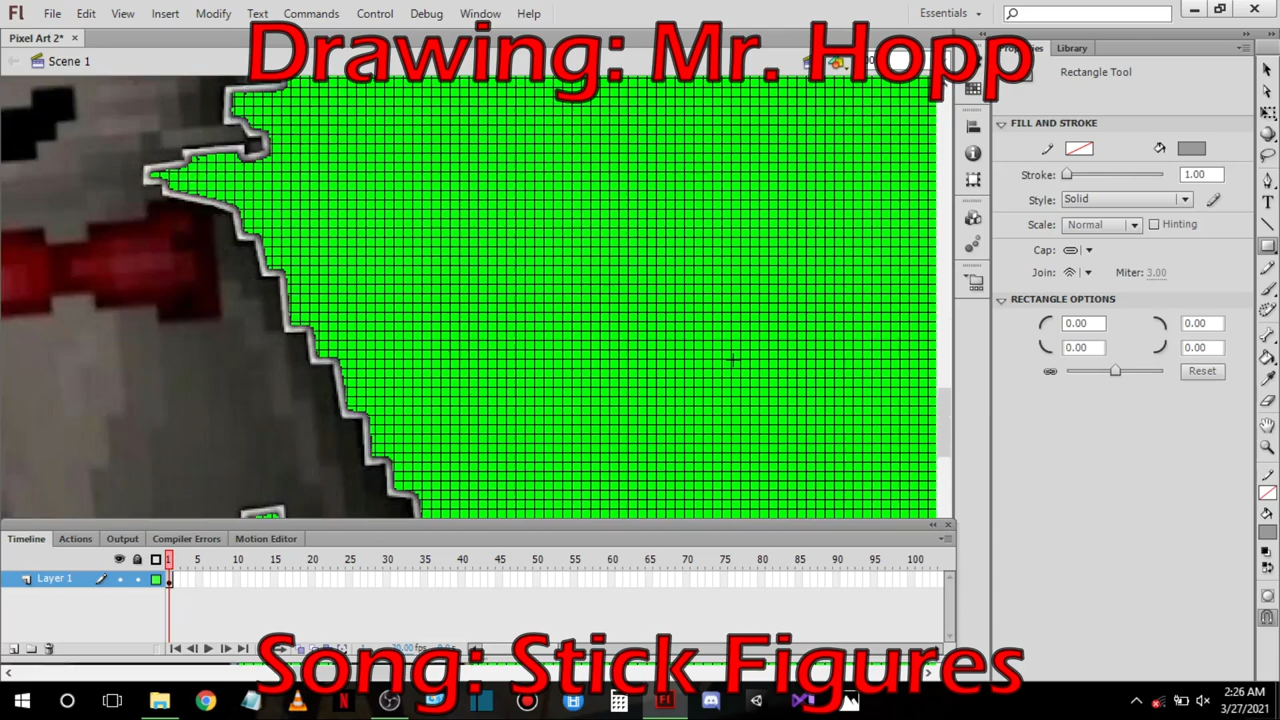 Fl File Edit View Insert Modify Text Commands Control Debug Window Help Essentials
Pixel Art 2*
Drawing: Mr. Hopp
Scene 1
Properties Library
Rectangle Tool
FILL AND STROKE
Stroke: 1.00
Style: Solid
Scale: Normal Hinting
Cap:
Join: Miter: 3.00
RECTANGLE OPTIONS
0.00 0.00
0.00 0.00
Reset
Timeline Actions Output Compiler Errors Motion Editor
1 5 10 15 20 25 30 35 40 45 50 55 60 65 70 75 80 85 90 95 100
Layer 1
Song: Stick Figures
2:26 AM
3/27/2021